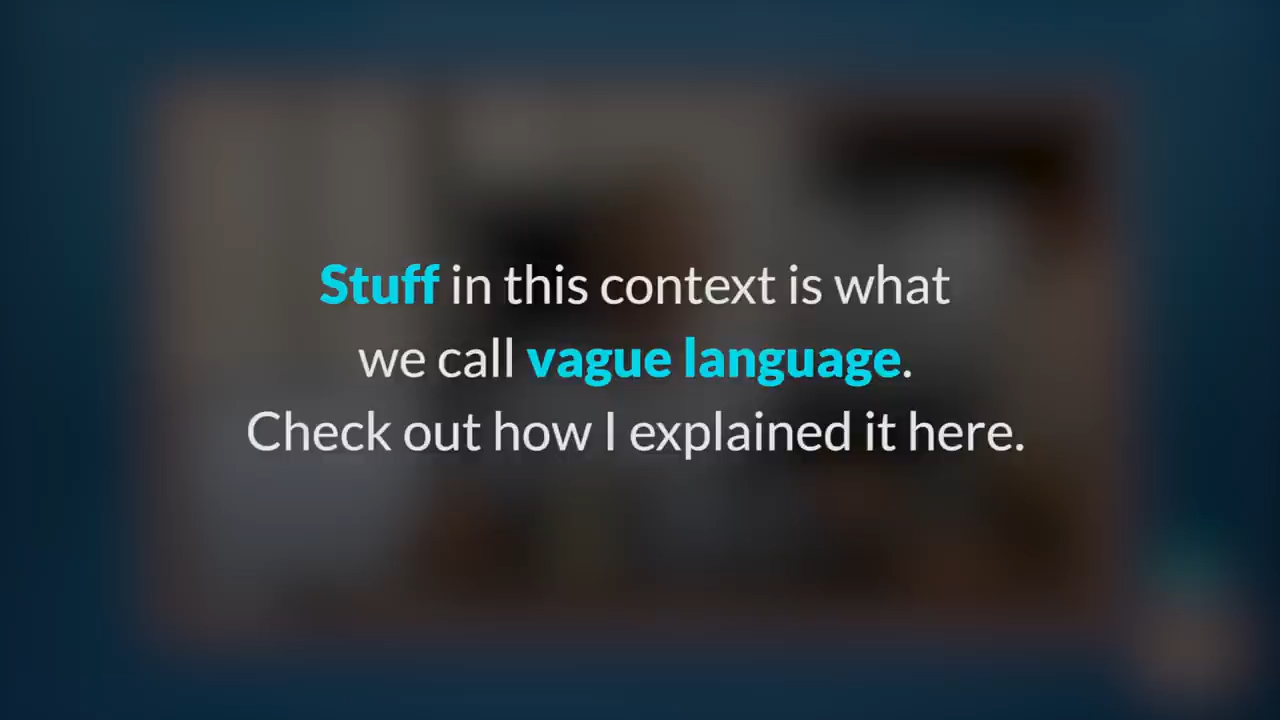 Stuff in this context is what
we call vague language.
Check out how I explained it here.